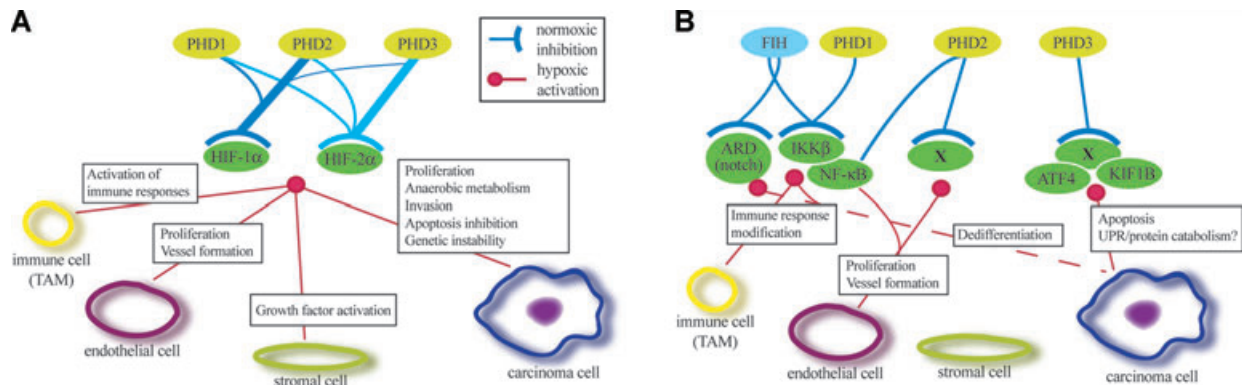 A
PHD1
PHD2
PHD3
normoxic
inhibition
hypoxic
activation
HIF-1α
HIF-2α
Activation of
immune responses
Proliferation
Anaerobic metabolism
Invasion
Apoptosis inhibition
Genetic instability
Proliferation
Vessel formation
immune cell
(TAM)
Growth factor activation
endothelial cell
stromal cell
carcinoma cell
B
FIH
PHD1
PHD2
PHD3
ARD
(notch)
IKKβ
NF-κB
X
X
ATF4
KIF1B
Immune response
modification
Dedifferentiation
Apoptosis
UPR/protein catabolism?
Proliferation
Vessel formation
immune cell
(TAM)
endothelial cell
stromal cell
carcinoma cell